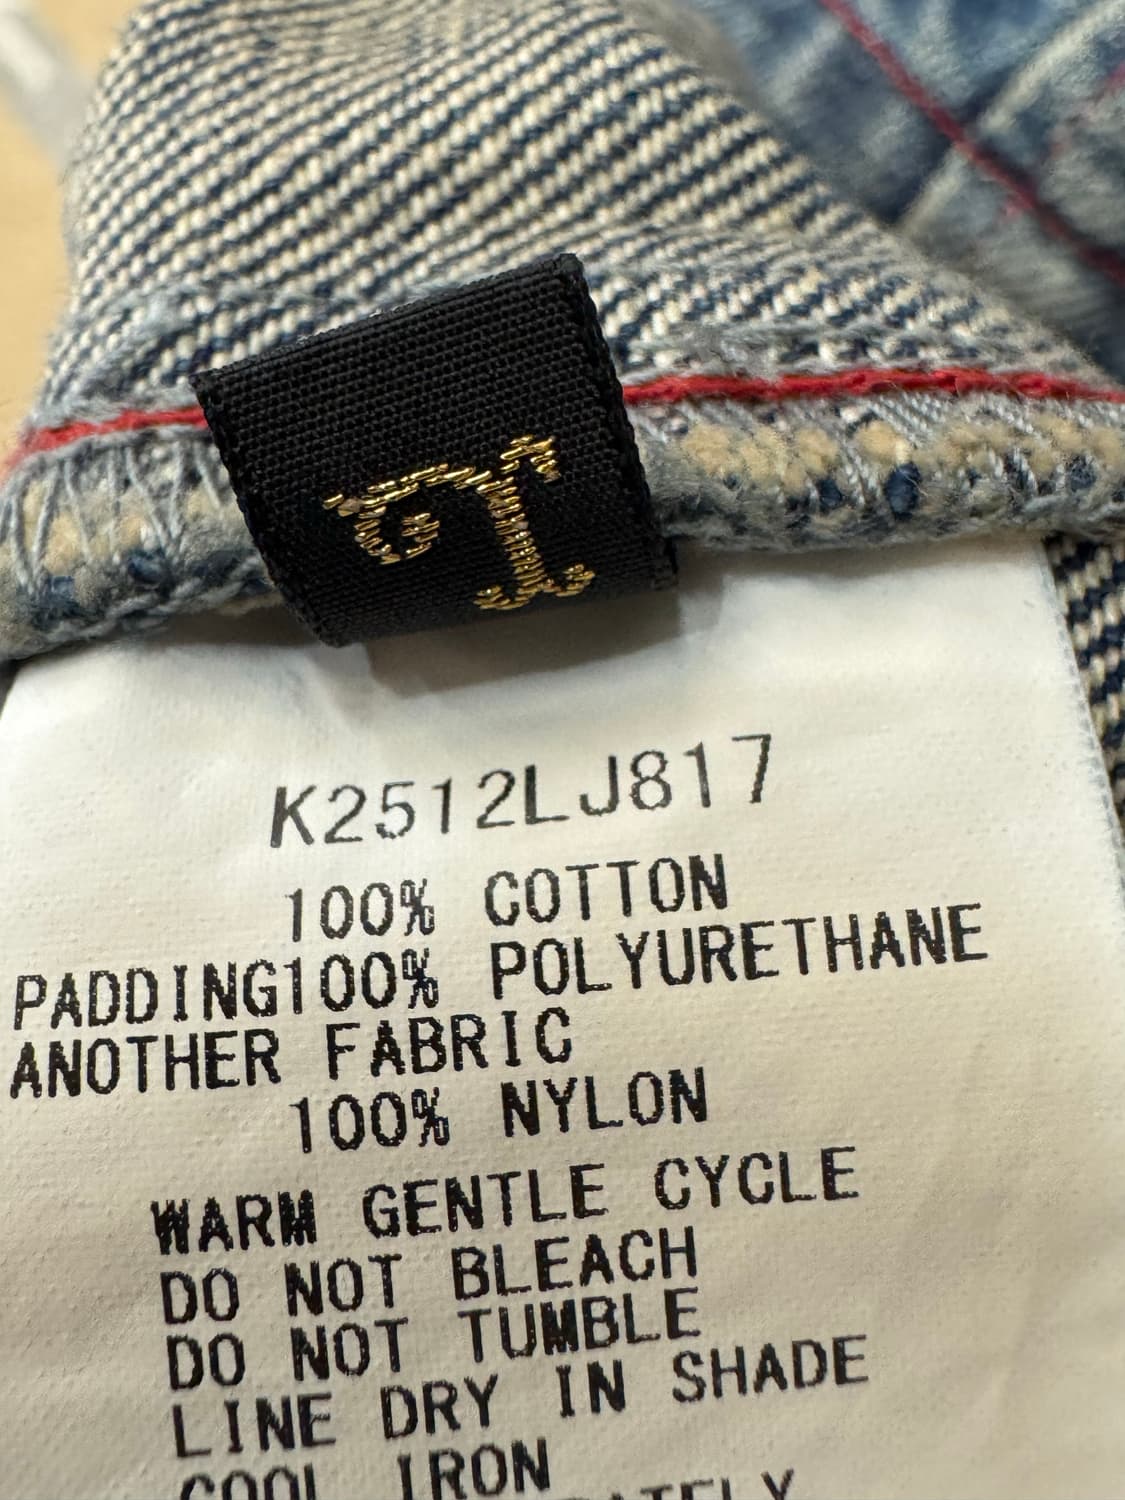 K2512LJ817
100% COTTON
PADDING100% POLYURETHANE
ANOTHER FABRIC
100% NYLON
WARM GENTLE CYCLE
DO NOT BLEACH
DO NOT TUMBLE
LINE DRY IN SHADE
COOL IRON